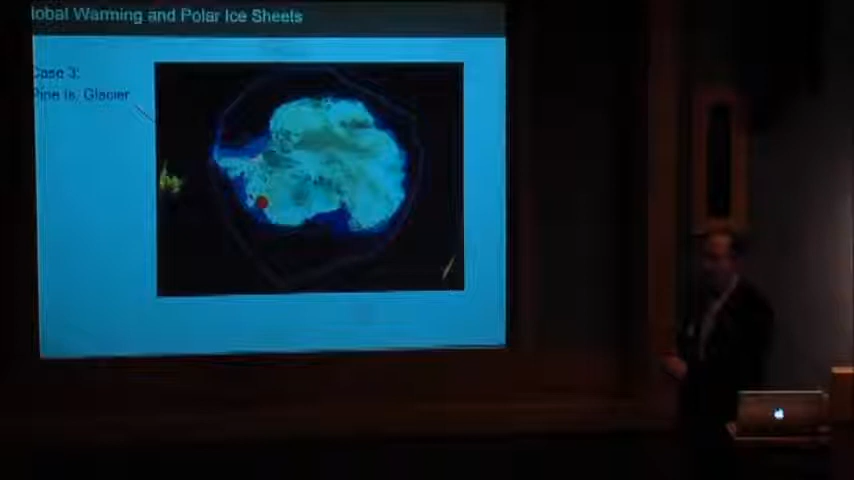 lobal Warming and Polar Ice Sheets
Case 3:
Pine Is. Glacier